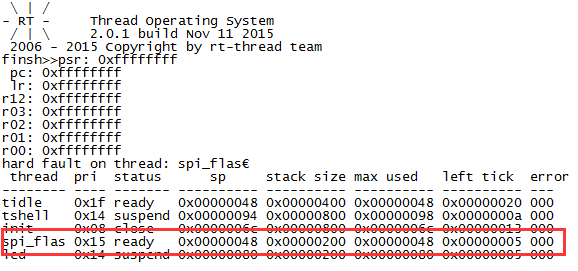 \ | /
- RT -     Thread Operating System
/ | \     2.0.1 build Nov 11 2015
2006 - 2015 Copyright by rt-thread team
finsh>>psr: 0xffffffff
pc: 0xffffffff
lr: 0xffffffff
r12: 0xffffffff
r03: 0xffffffff
r02: 0xffffffff
r01: 0xffffffff
r00: 0xffffffff
hard fault on thread: spi_flas€
thread   pri  status      sp     stack size max used   left tick  error
-------- ---- ------- ---------- ---------- ---------- ---------- ---
tidle    0x1f ready   0x00000048 0x00000400 0x00000048 0x00000020 000
tshell   0x14 suspend 0x00000094 0x00000800 0x00000098 0x0000000a 000
init     0x08 close   0x0000006c 0x00000800 0x0000006c 0x00000013 000
spi_flas 0x15 ready   0x00000048 0x00000200 0x00000048 0x00000005 000
led      0x14 suspend 0x00000080 0x00000200 0x00000080 0x00000005 000